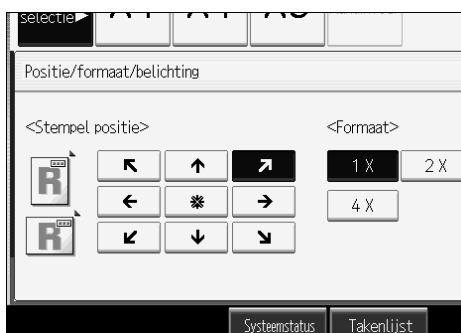 selectie
Positie/formaat/belichting
<Stempel positie>
<Formaat>
R
1 X
2 X
4 X
R
Systeemstatus
Takenlijst